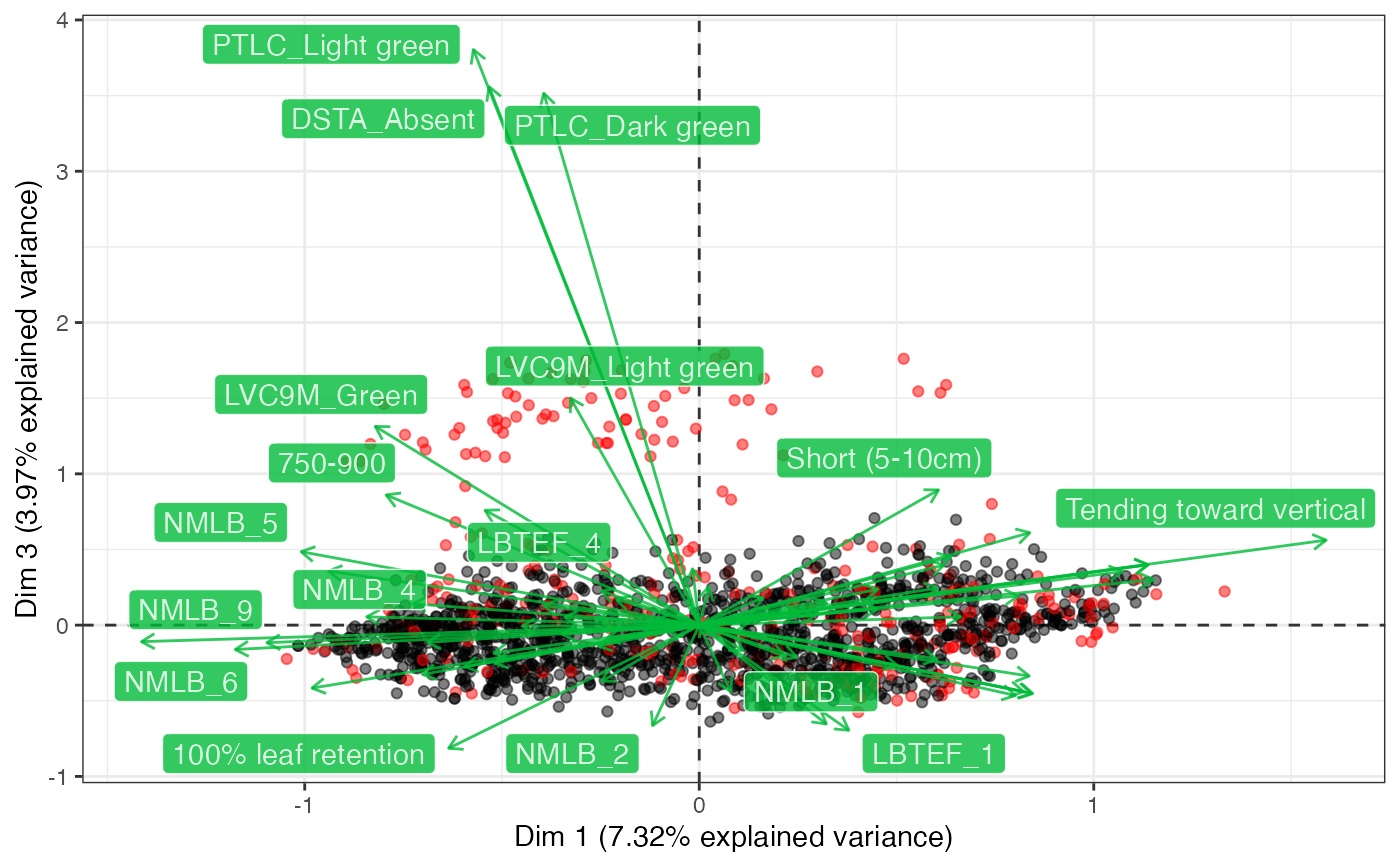 4
PTLC_Light green
DSTA_Absent
PTLC_Dark green
3
2
LVC9M_Light green
LVC9M_Green
Short (5-10cm)
750-900
1
Tending toward vertical
NMLB_5
LBTEF_4
NMLB_4
NMLB_9
0
NMLB_6
NMLB_1
100% leaf retention
NMLB_2
LBTEF_1
-1
-1
0
1
Dim 1 (7.32% explained variance)
Dim 3 (3.97% explained variance)